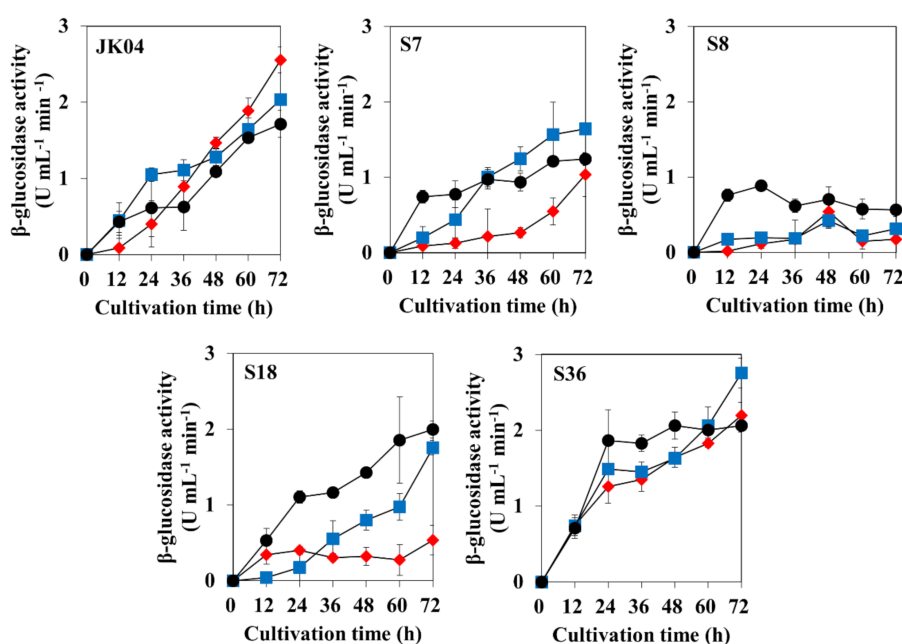 JK04
β-glucosidase activity
(U mL⁻¹ min ⁻¹)
3
2
1
0
0 12 24 36 48 60 72
Cultivation time (h)
S7
β-glucosidase activity
(U mL⁻¹ min⁻¹)
3
2
1
0
0 12 24 36 48 60 72
Cultivation time (h)
S8
β-glucosidase activity
(U mL⁻¹ min ⁻¹)
3
2
1
0
0 12 24 36 48 60 72
Cultivation time (h)
S18
β-glucosidase activity
(U mL⁻¹ min⁻¹)
3
2
1
0
0 12 24 36 48 60 72
Cultivation time (h)
S36
β-glucosidase activity
(U mL⁻¹ min⁻¹)
3
2
1
0
0 12 24 36 48 60 72
Cultivation time (h)